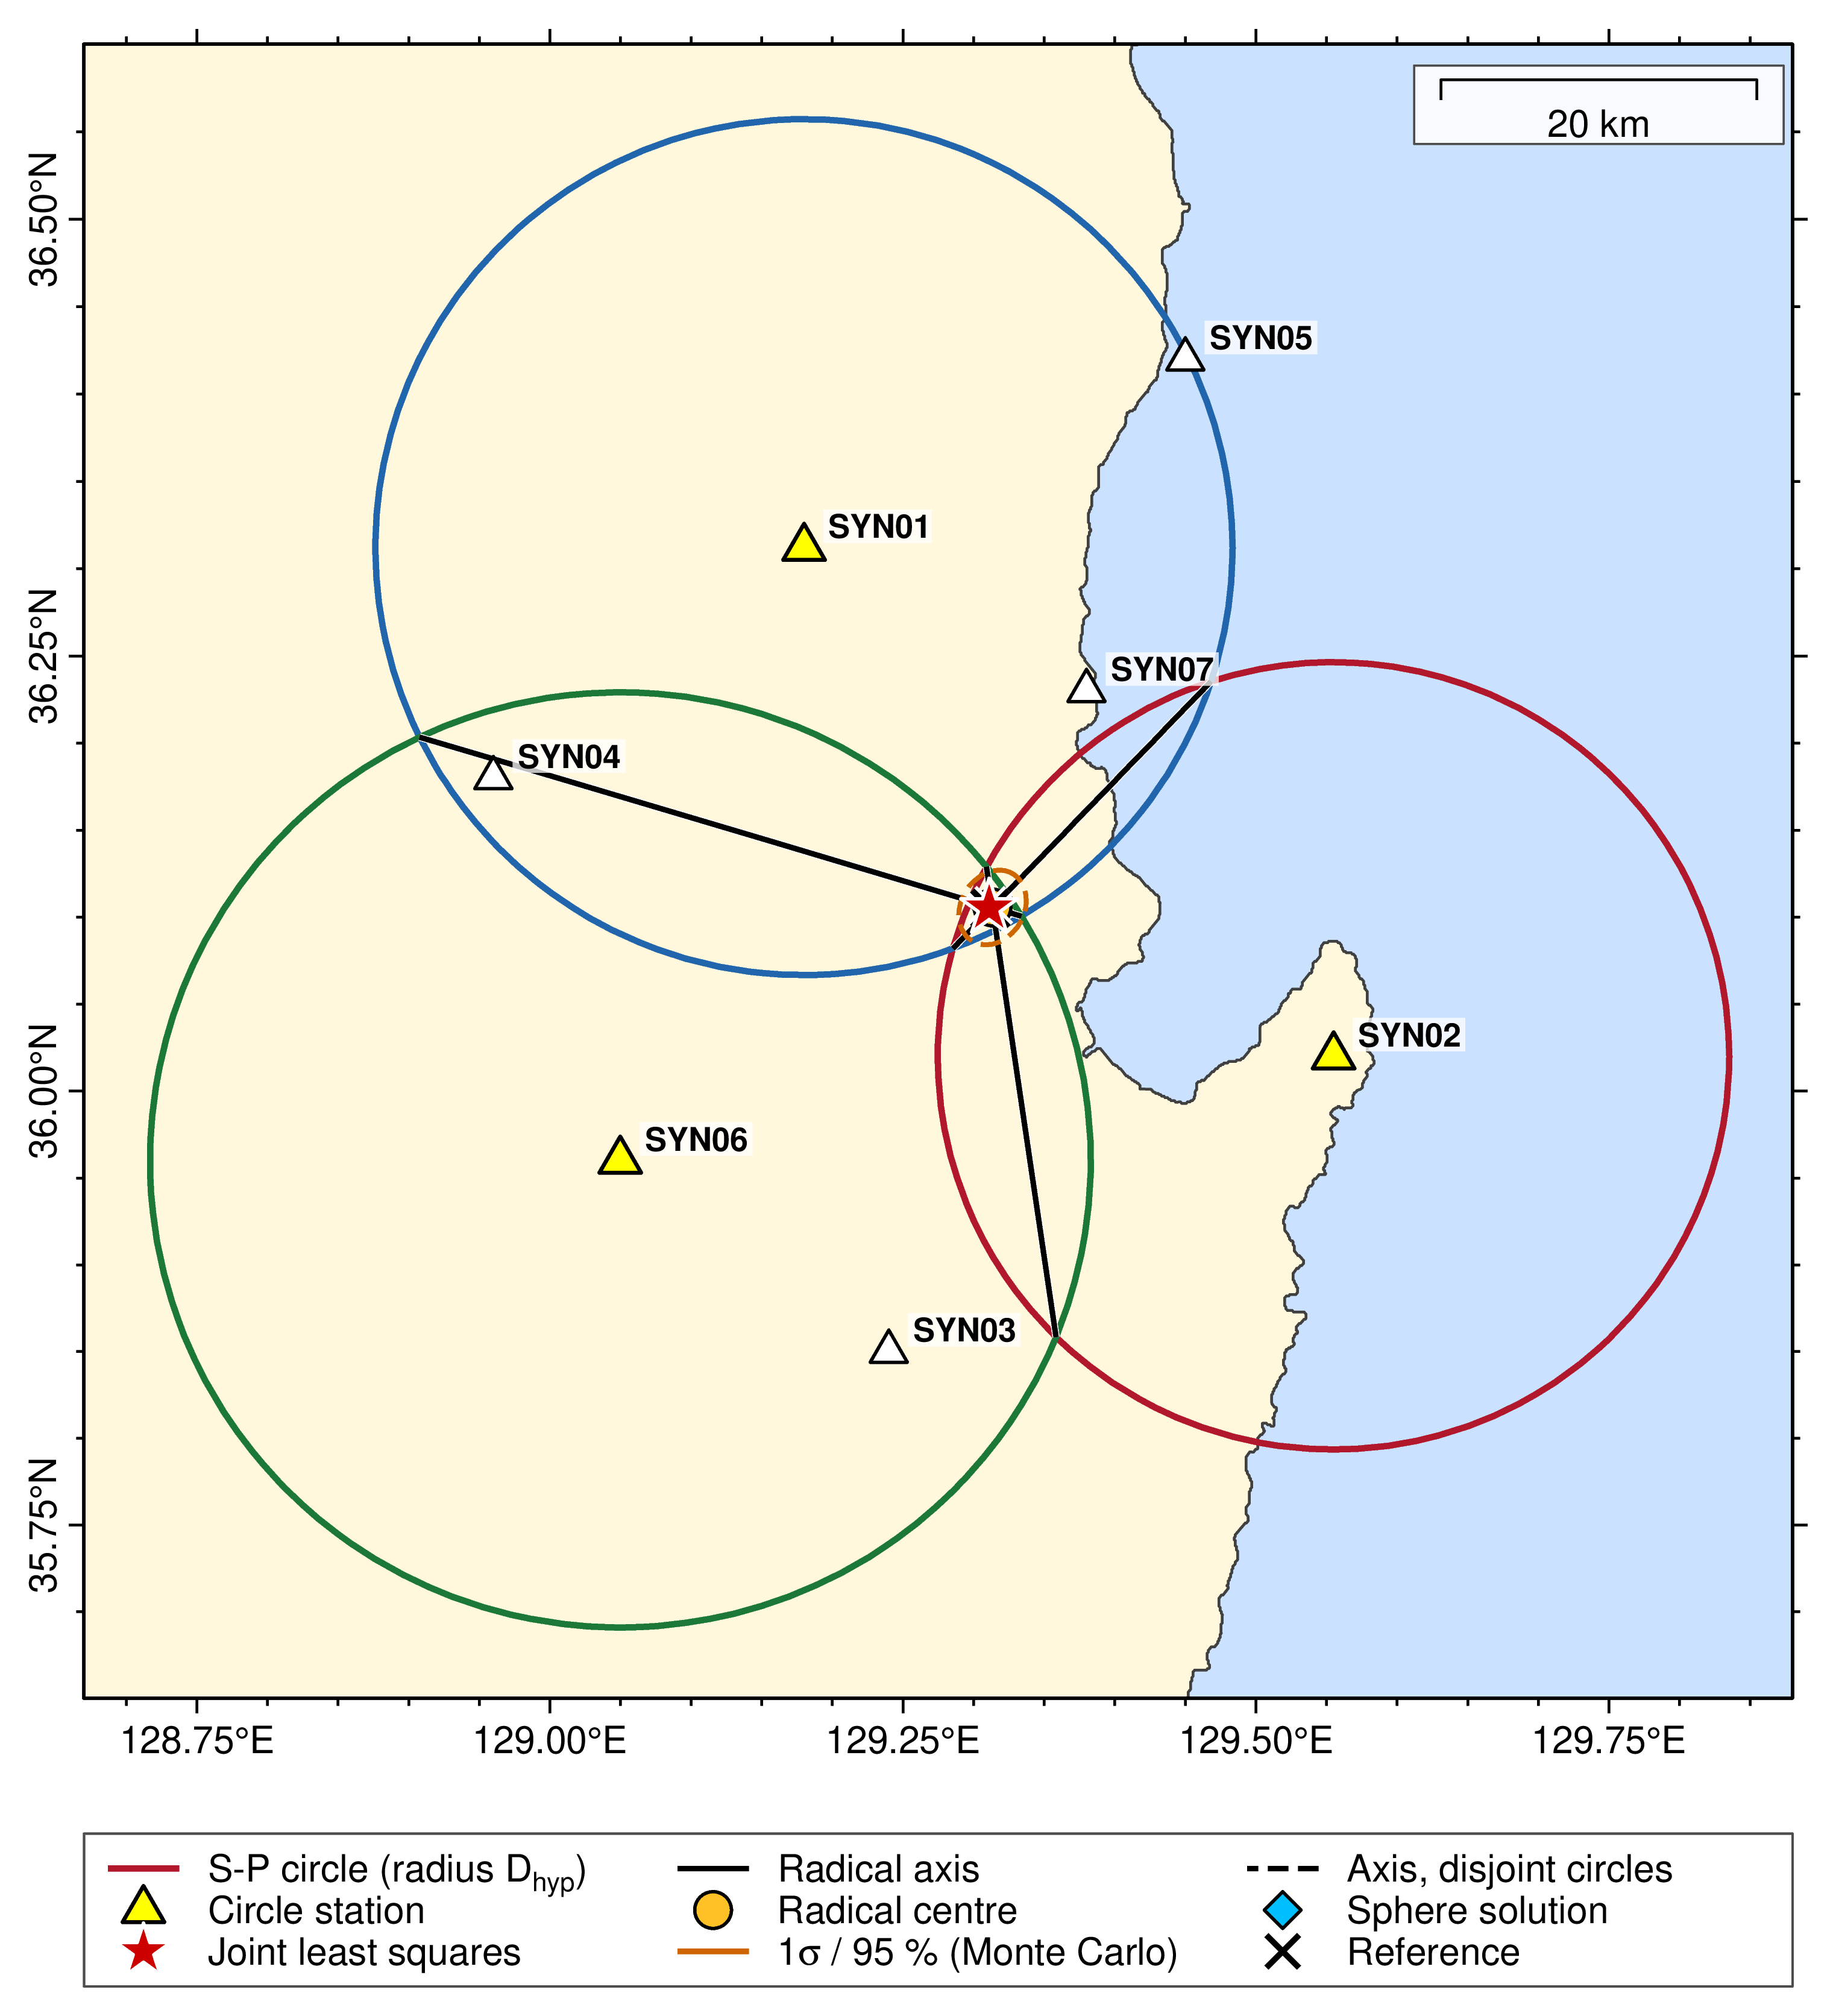 20 km
36.50°N
SYN05
SYN01
36.25°N
SYN07
SYN04
SYN02
36.00°N
SYN06
SYN03
35.75°N
128.75°E 129.00°E 129.25°E 129.50°E 129.75°E
S-P circle (radius Dhyp) Radical axis Axis, disjoint circles
Circle station Radical centre Sphere solution
Joint least squares 1σ / 95 % (Monte Carlo) Reference